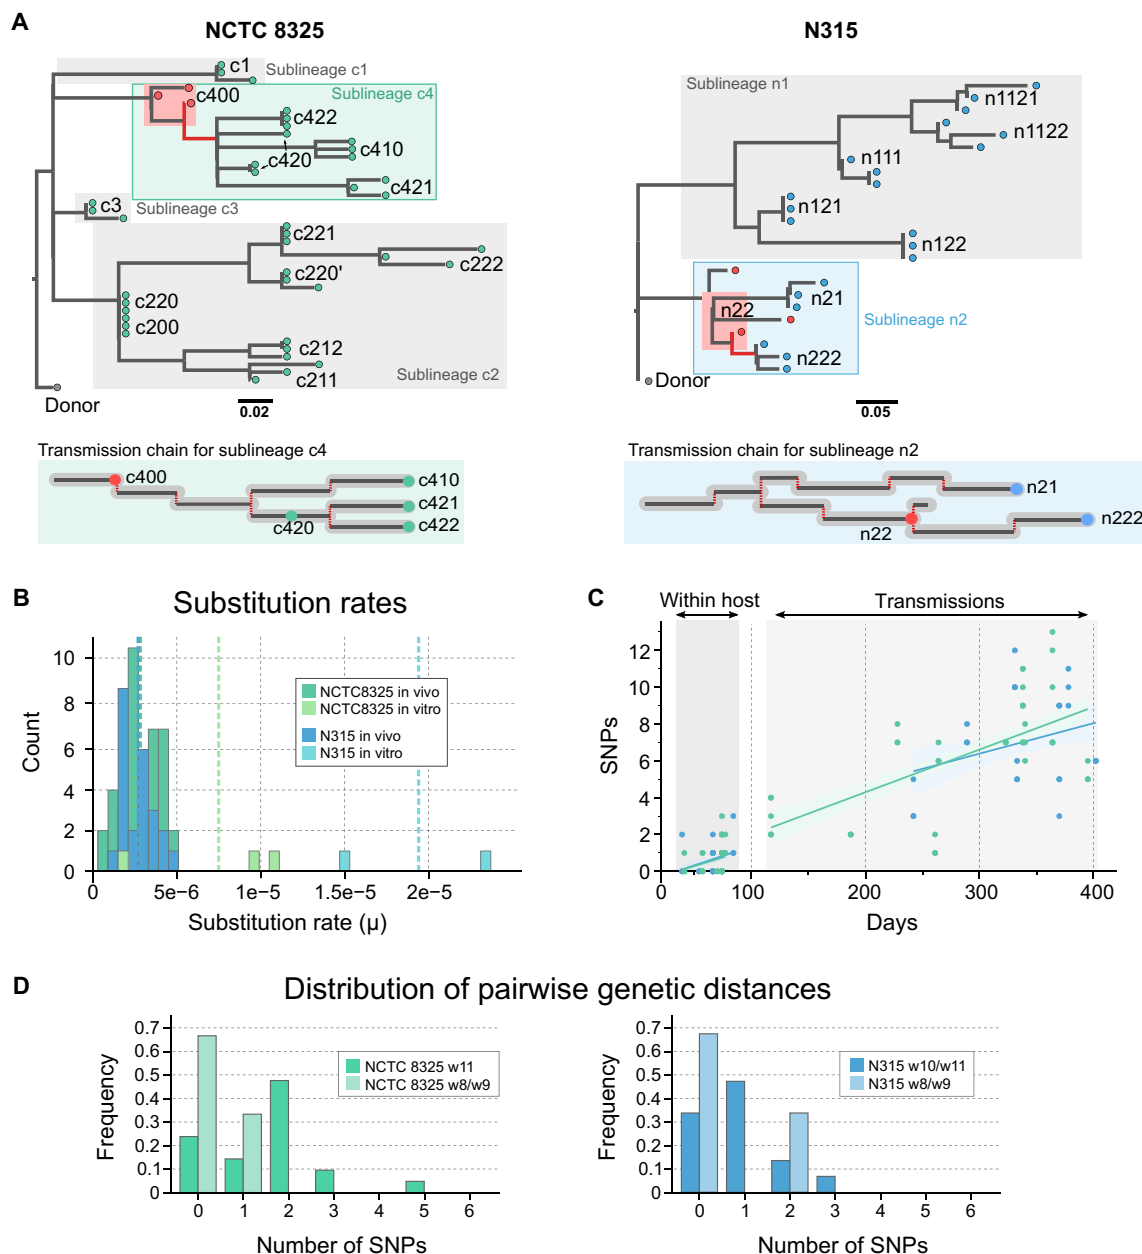 A
NCTC 8325
N315
c1
Sublineage c1
c400
Sublineage c4
c422
c410
c420
c421
c3
Sublineage c3
c221
c222
c220'
c220
c200
c212
c211
Sublineage c2
Donor
0.02
Sublineage n1
n1121
n1122
n111
n121
n122
n21
n22
Sublineage n2
n222
Donor
0.05
Transmission chain for sublineage c4
c400
c410
c421
c420
c422
Transmission chain for sublineage n2
n21
n22
n222
B
Substitution rates
10
8
6
4
2
0
Count
NCTC8325 in vivo
NCTC8325 in vitro
N315 in vivo
N315 in vitro
0
5e−6
1e-5
1.5e-5
2e-5
Substitution rate (μ)
C
Within host
Transmissions
12
10
8
6
4
2
0
SNPs
0
100
200
300
400
Days
D
Distribution of pairwise genetic distances
0.7
0.6
0.5
0.4
0.3
0.2
0.1
0
Frequency
NCTC 8325 w11
NCTC 8325 w8/w9
0 1 2 3 4 5 6
Number of SNPs
0.7
0.6
0.5
0.4
0.3
0.2
0.1
0
Frequency
N315 w10/w11
N315 w8/w9
0 1 2 3 4 5 6
Number of SNPs